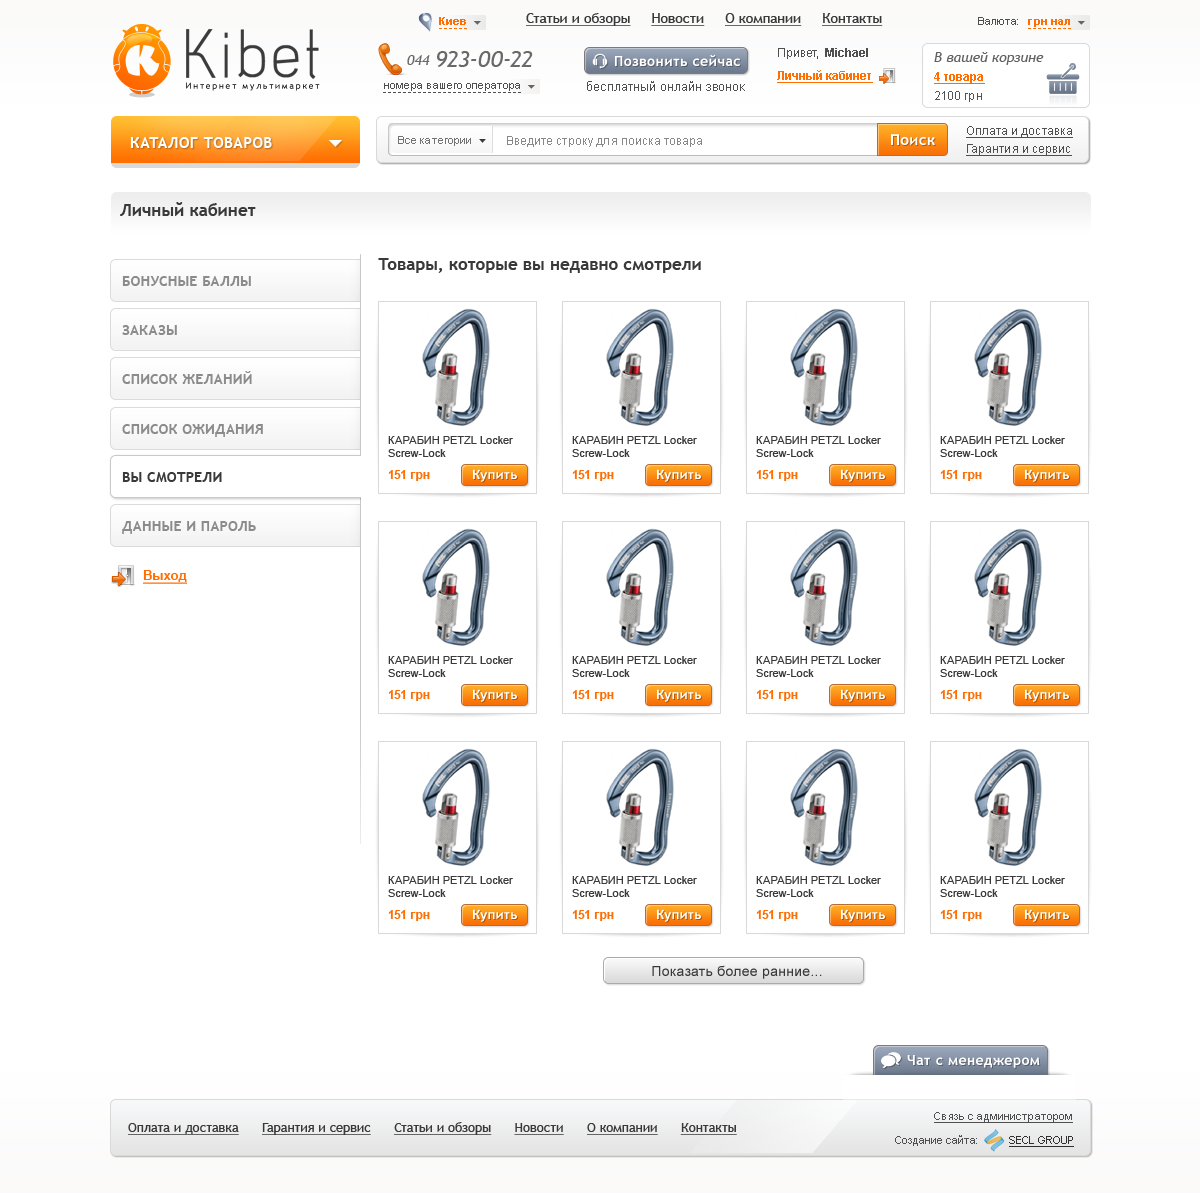 Киев
Статьи и обзоры
Новости
О компании
Контакты
Валюта: грн нал
Kibet
Интернет мультимаркет
044 923-00-22
номера вашего оператора
Позвонить сейчас
бесплатный онлайн звонок
Привет, Michael
Личный кабинет
В вашей корзине
4 товара
2100 грн
КАТАЛОГ ТОВАРОВ
Все категории
Введите строку для поиска товара
Поиск
Оплата и доставка
Гарантия и сервис
Личный кабинет
БОНУСНЫЕ БАЛЛЫ
ЗАКАЗЫ
СПИСОК ЖЕЛАНИЙ
СПИСОК ОЖИДАНИЯ
ВЫ СМОТРЕЛИ
ДАННЫЕ И ПАРОЛЬ
Выход
Товары, которые вы недавно смотрели
КАРАБИН PETZL Locker
Screw-Lock
151 грн
Купить
КАРАБИН PETZL Locker
Screw-Lock
151 грн
Купить
КАРАБИН PETZL Locker
Screw-Lock
151 грн
Купить
КАРАБИН PETZL Locker
Screw-Lock
151 грн
Купить
КАРАБИН PETZL Locker
Screw-Lock
151 грн
Купить
КАРАБИН PETZL Locker
Screw-Lock
151 грн
Купить
КАРАБИН PETZL Locker
Screw-Lock
151 грн
Купить
КАРАБИН PETZL Locker
Screw-Lock
151 грн
Купить
КАРАБИН PETZL Locker
Screw-Lock
151 грн
Купить
КАРАБИН PETZL Locker
Screw-Lock
151 грн
Купить
КАРАБИН PETZL Locker
Screw-Lock
151 грн
Купить
КАРАБИН PETZL Locker
Screw-Lock
151 грн
Купить
Показать более ранние...
Чат с менеджером
Оплата и доставка
Гарантия и сервис
Статьи и обзоры
Новости
О компании
Контакты
Связь с администратором
Создание сайта: SECL GROUP